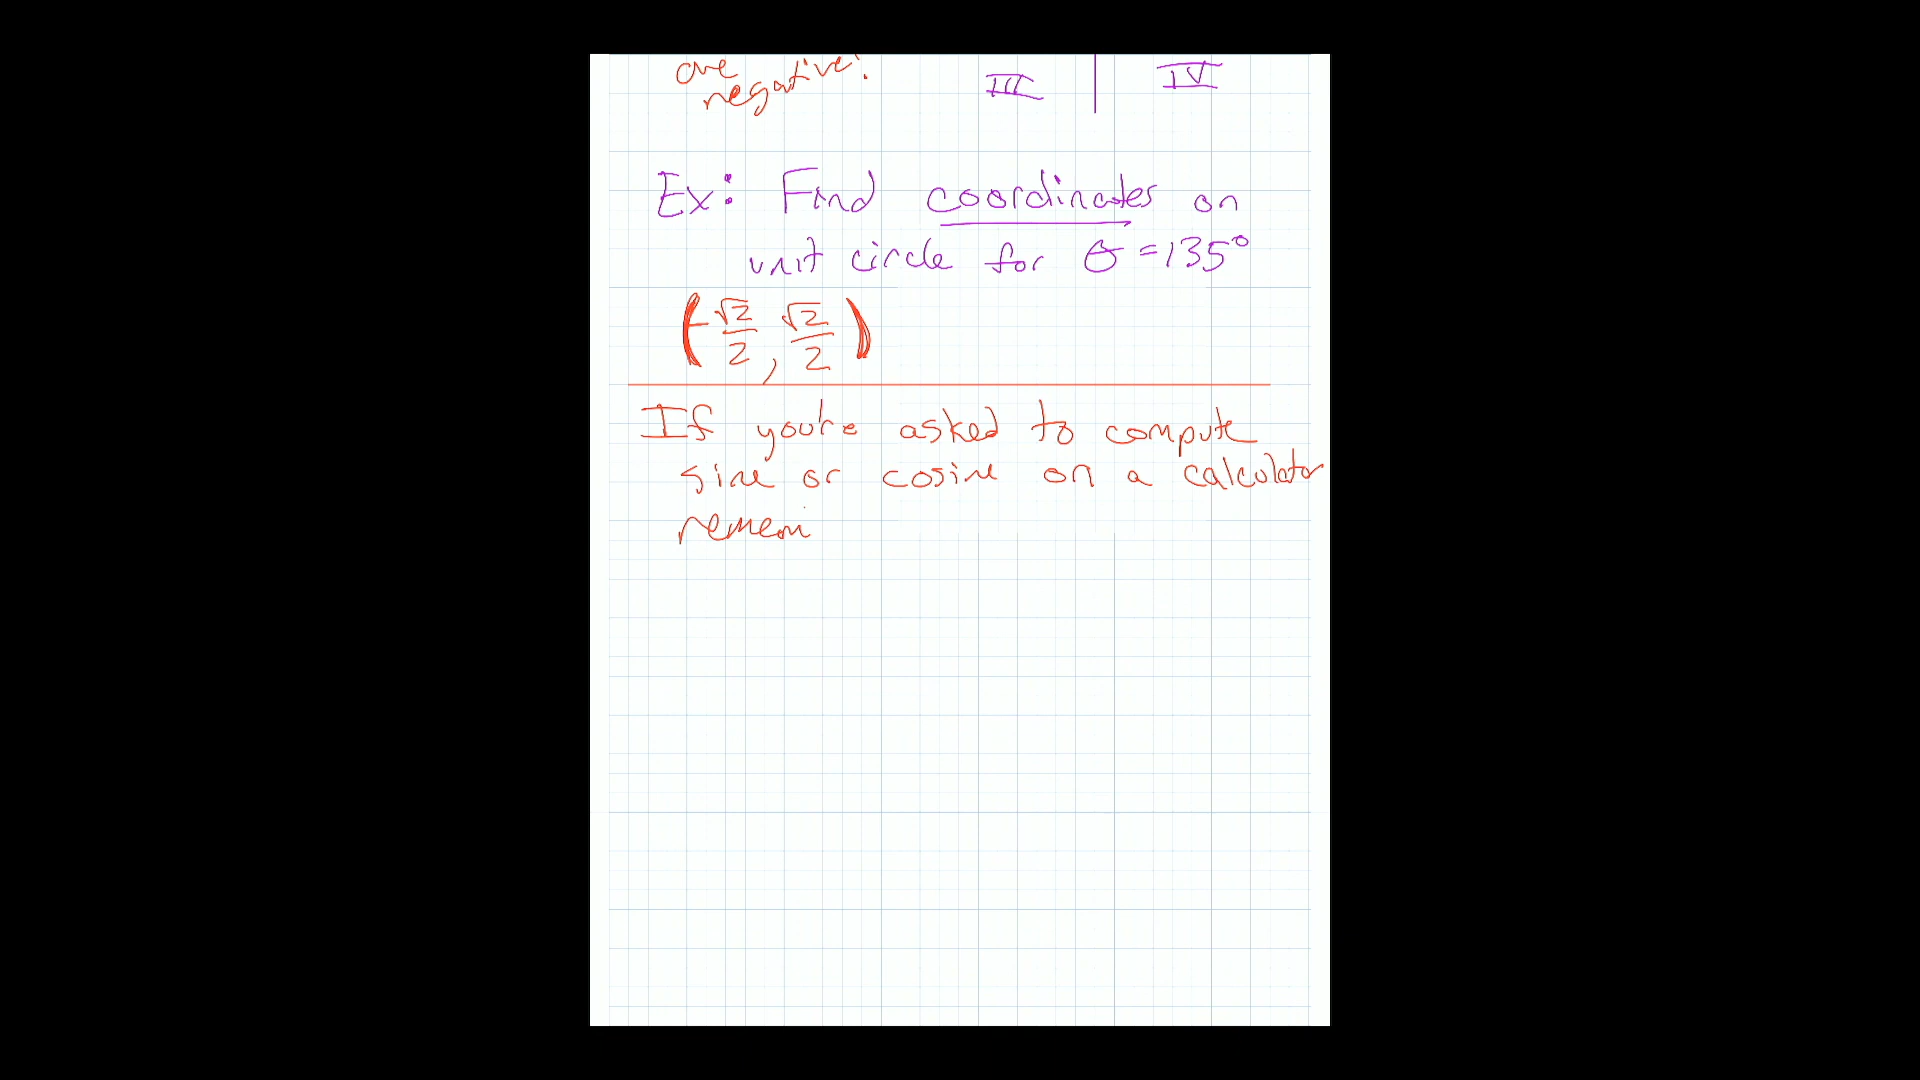 are
negative!
III IV
Ex: Find coordinates on
unit circle for θ = 135°
(-√2/2, √2/2)
If you're asked to compute
sine or cosine on a calculator
remem